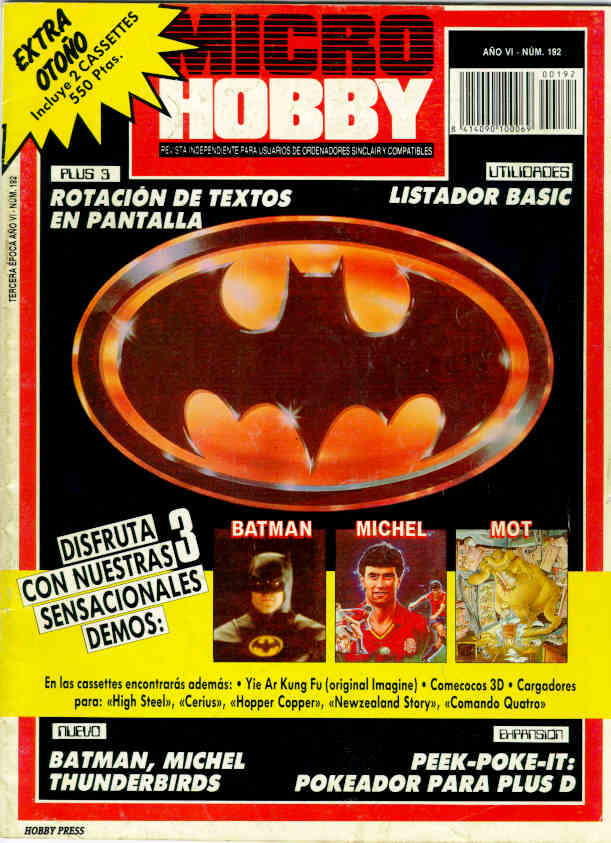 EXTRA
OTOÑO
Incluye 2 CASSETTES
550 Ptas.
MICRO
HOBBY
REVISTA INDEPENDIENTE PARA USUARIOS DE ORDENADORES SINCLAIR Y COMPATIBLES
AÑO VI - NÚM. 192
00192
8 414090 100069
TERCERA ÉPOCA AÑO VI - NÚM. 192
PLUS 3
ROTACIÓN DE TEXTOS
EN PANTALLA
UTILIDADES
LISTADOR BASIC
DISFRUTA
CON NUESTRAS 3
SENSACIONALES
DEMOS:
BATMAN
MICHEL
MOT
En las cassettes encontrarás además: • Yie Ar Kung Fu (original Imagine) • Comecocos 3D • Cargadores
para: «High Steel», «Cerius», «Hopper Copper», «Newzealand Story», «Comando Quatro»
NUEVO
BATMAN, MICHEL
THUNDERBIRDS
EXPANSION
PEEK-POKE-IT:
POKEADOR PARA PLUS D
HOBBY PRESS